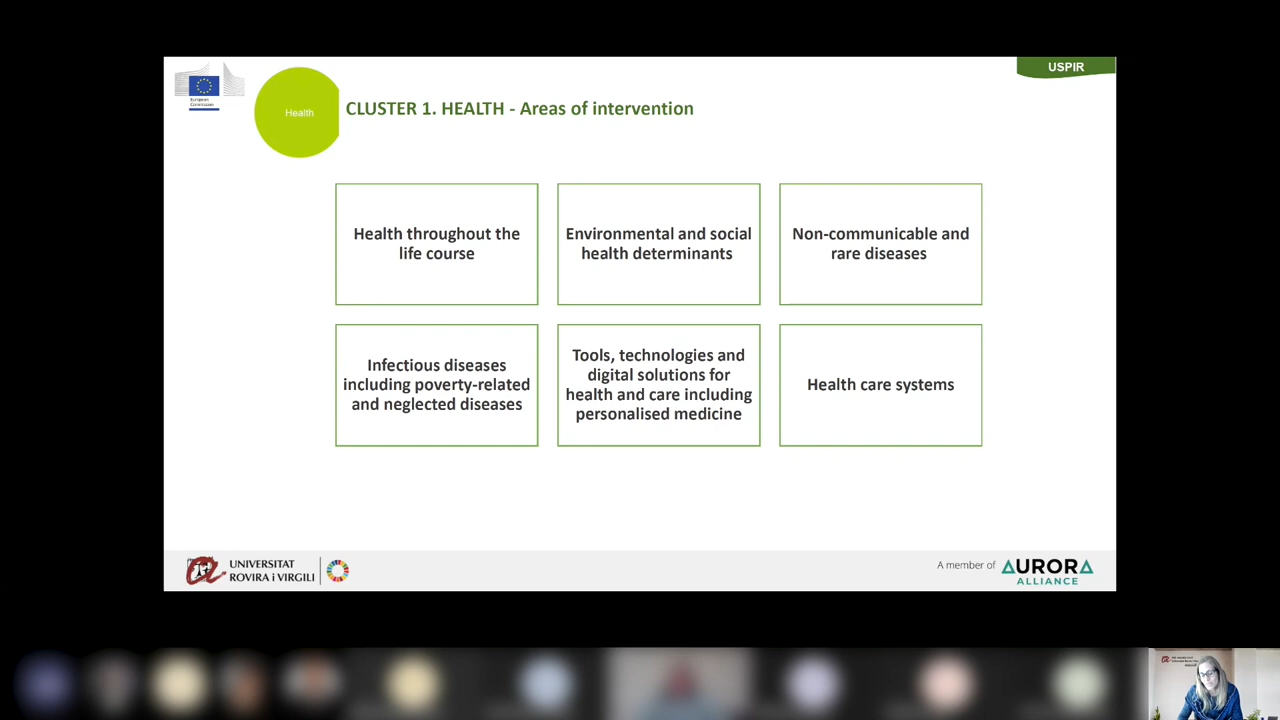 USPIR
European
Commission
Health
CLUSTER 1. HEALTH - Areas of intervention
Health throughout the
life course
Environmental and social
health determinants
Non-communicable and
rare diseases
Infectious diseases
including poverty-related
and neglected diseases
Tools, technologies and
digital solutions for
health and care including
personalised medicine
Health care systems
UNIVERSITAT
ROVIRA i VIRGILI
A member of
AURORA
ALLIANCE